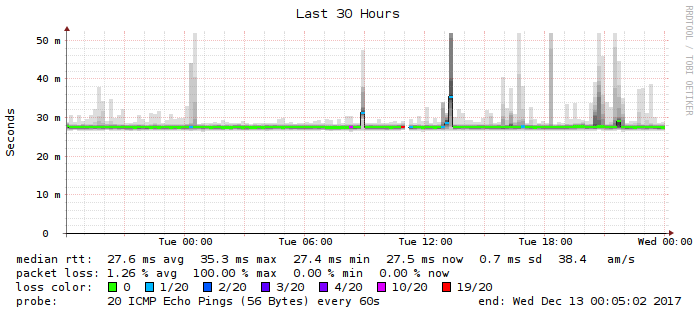 Last 30 Hours
RRDTOOL / TOBI OETIKER
Seconds
50 m
40 m
30 m
20 m
10 m
0
Tue 00:00 Tue 06:00 Tue 12:00 Tue 18:00 Wed 00:00
median rtt: 27.6 ms avg 35.3 ms max 27.4 ms min 27.5 ms now 0.7 ms sd 38.4 am/s
packet loss: 1.26 % avg 100.00 % max 0.00 % min 0.00 % now
loss color: 0 1/20 2/20 3/20 4/20 10/20 19/20
probe: 20 ICMP Echo Pings (56 Bytes) every 60s end: Wed Dec 13 00:05:02 2017